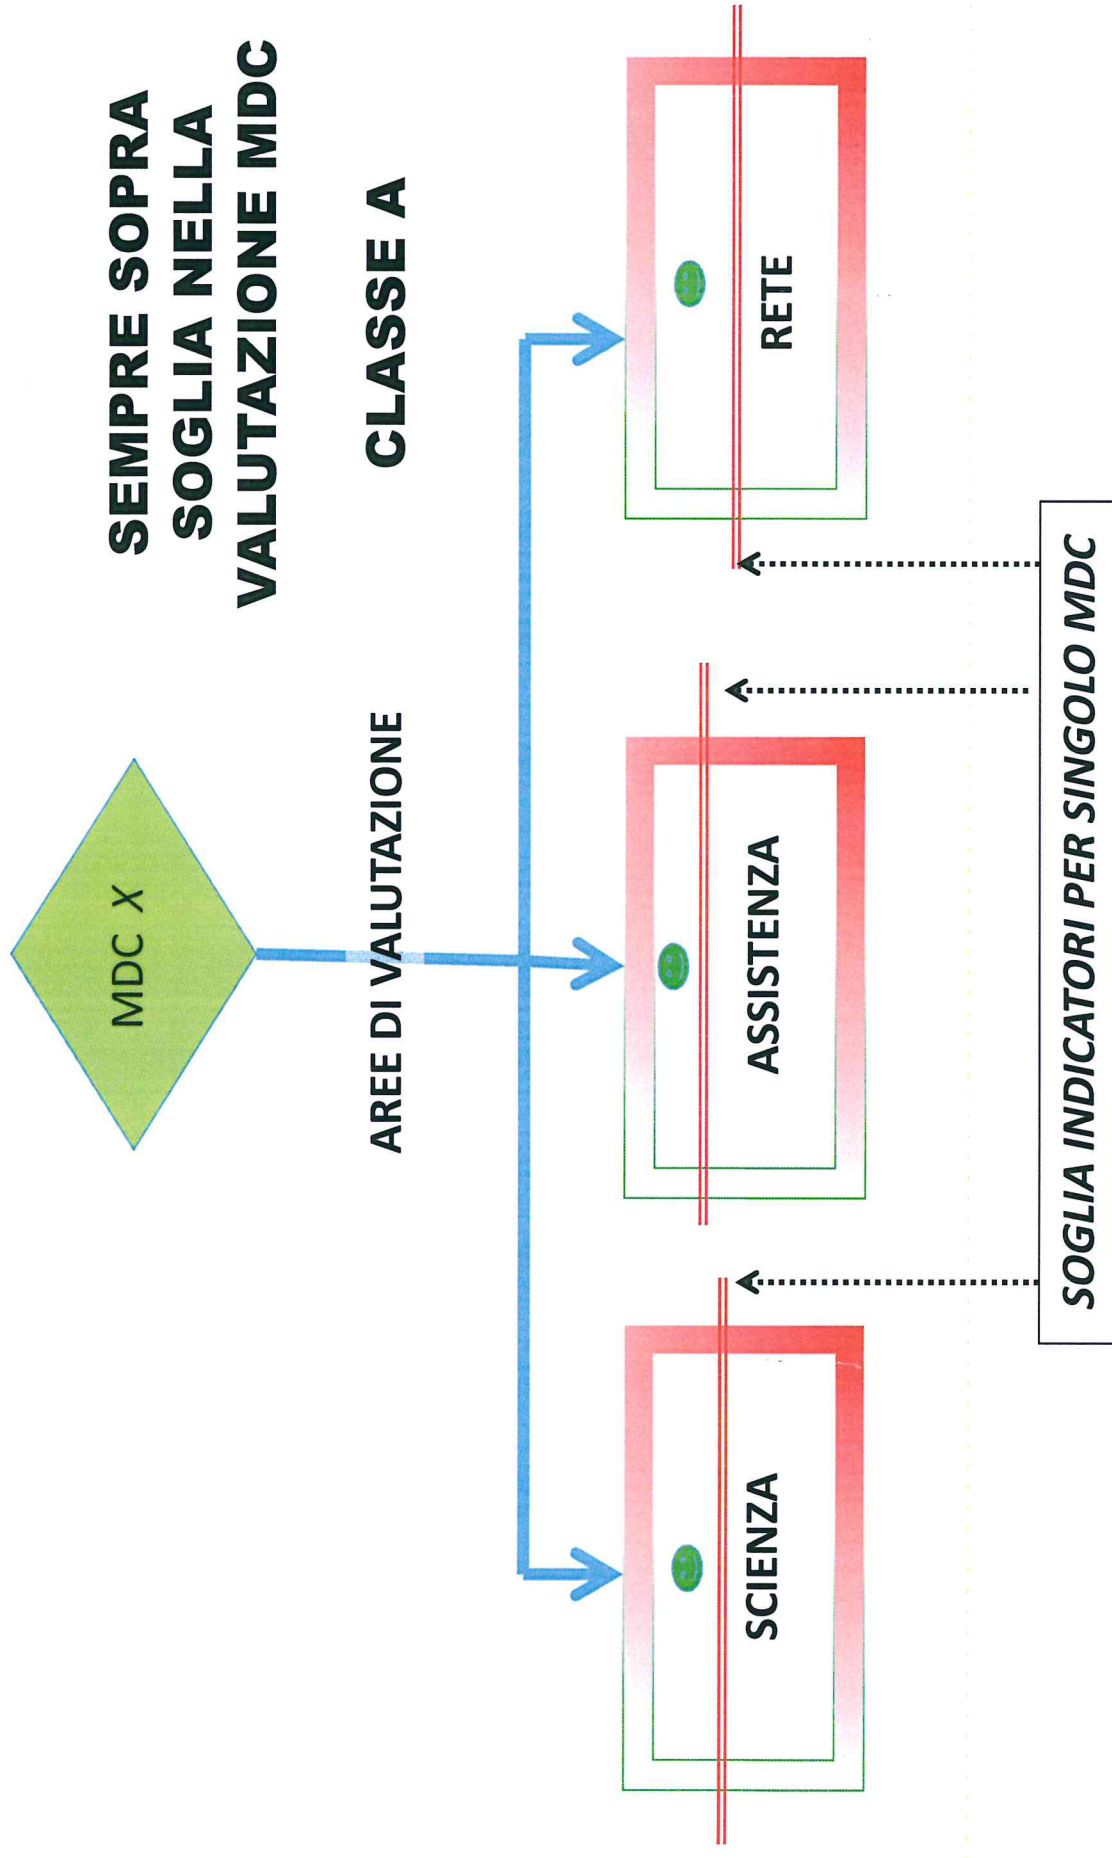 SEMPRE SOPRA
SOGLIA NELLA
VALUTAZIONE MDC
CLASSE A
MDC X
AREE DI VALUTAZIONE
SCIENZA
ASSISTENZA
RETE
SOGLIA INDICATORI PER SINGOLO MDC